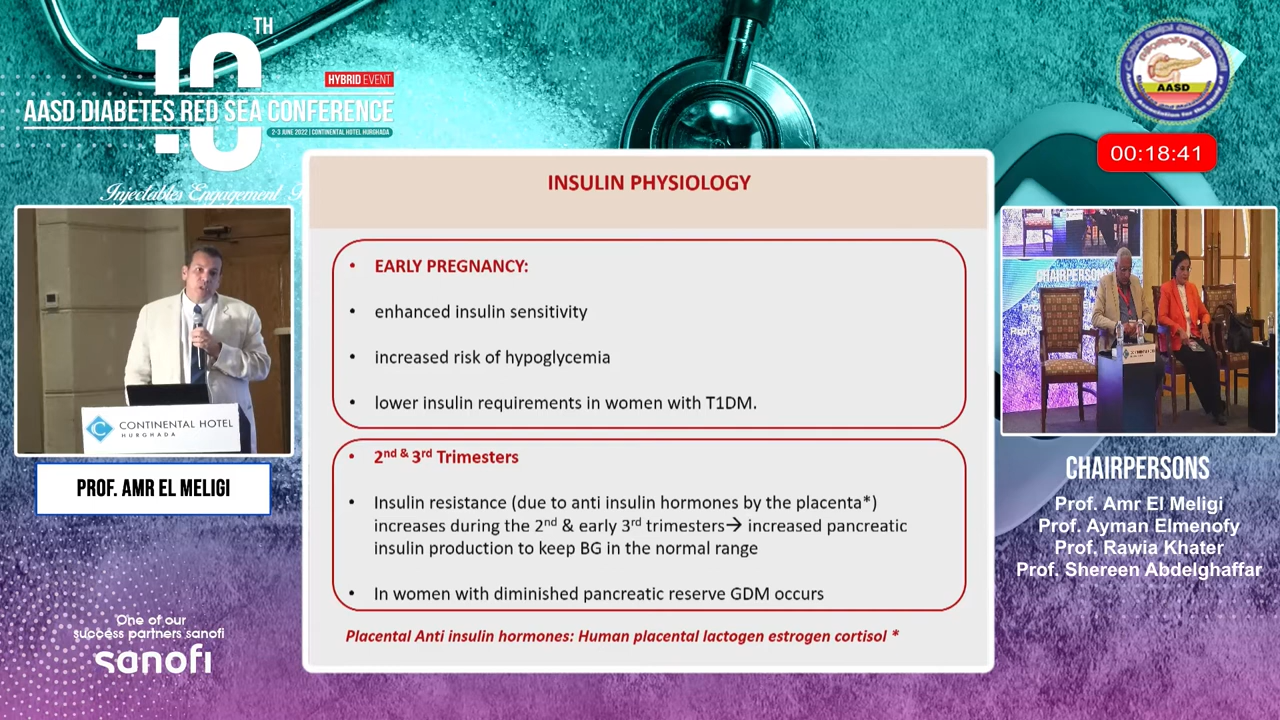 10TH
HYBRID EVENT
AASD DIABETES RED SEA CONFERENCE
2-3 JUNE 2022 | CONTINENTAL HOTEL HURGHADA
Injectables Engagement
AASD
00:18:41
INSULIN PHYSIOLOGY
• EARLY PREGNANCY:
• enhanced insulin sensitivity
• increased risk of hypoglycemia
• lower insulin requirements in women with T1DM.
• 2nd & 3rd Trimesters
• Insulin resistance (due to anti insulin hormones by the placenta*)
increases during the 2nd & early 3rd trimesters→ increased pancreatic
insulin production to keep BG in the normal range
• In women with diminished pancreatic reserve GDM occurs
Placental Anti insulin hormones: Human placental lactogen estrogen cortisol *
CONTINENTAL HOTEL
HURGHADA
PROF. AMR EL MELIGI
CHAIRPERSONS
CHAIRPERSONS
Prof. Amr El Meligi
Prof. Ayman Elmenofy
Prof. Rawia Khater
Prof. Shereen Abdelghaffar
One of our
success partners sanofi
sanofi